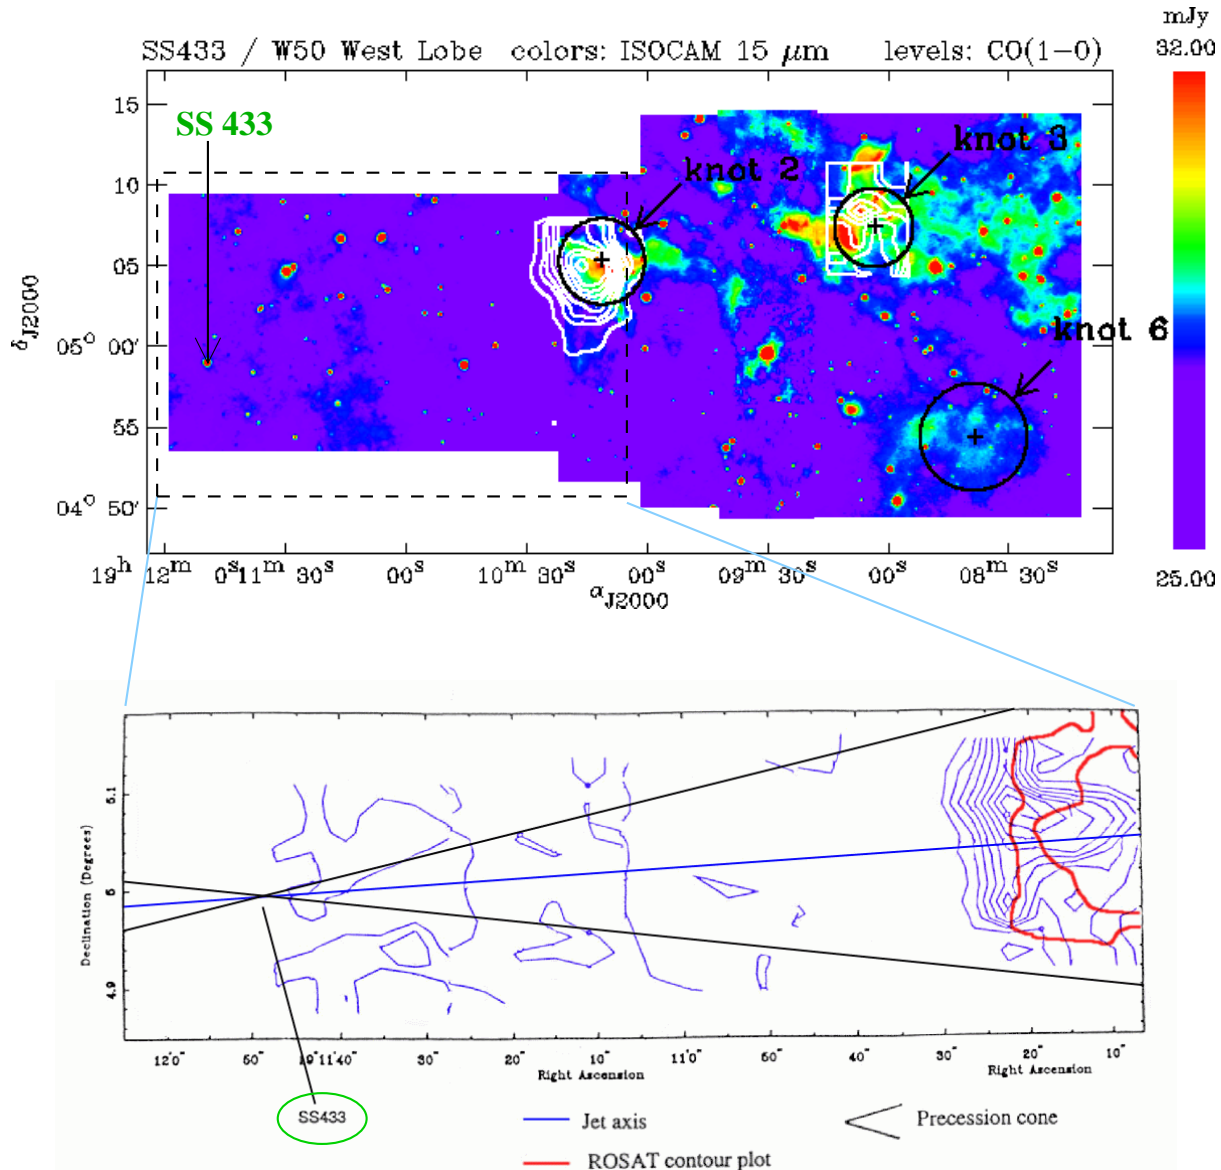 mJy
SS433 / W50 West Lobe colors: ISOCAM 15 μm levels: CO(1−0)
32.00
15
SS 433
knot 3
knot 2
10
05
δJ2000
05° 00′
knot 6
55
04° 50′
19h 12m 0s 11m 30s 00s 10m 30s 00s 09m 30s 00s 08m 30s
25.00
αJ2000
5.1
Declination (Degrees)
5
4.9
12'0" 50" 19°11'40" 30" 20" 10" 11'0" 50" 40" 30" 20" 10"
Right Ascension Right Ascension
SS433
Jet axis
Precession cone
ROSAT contour plot